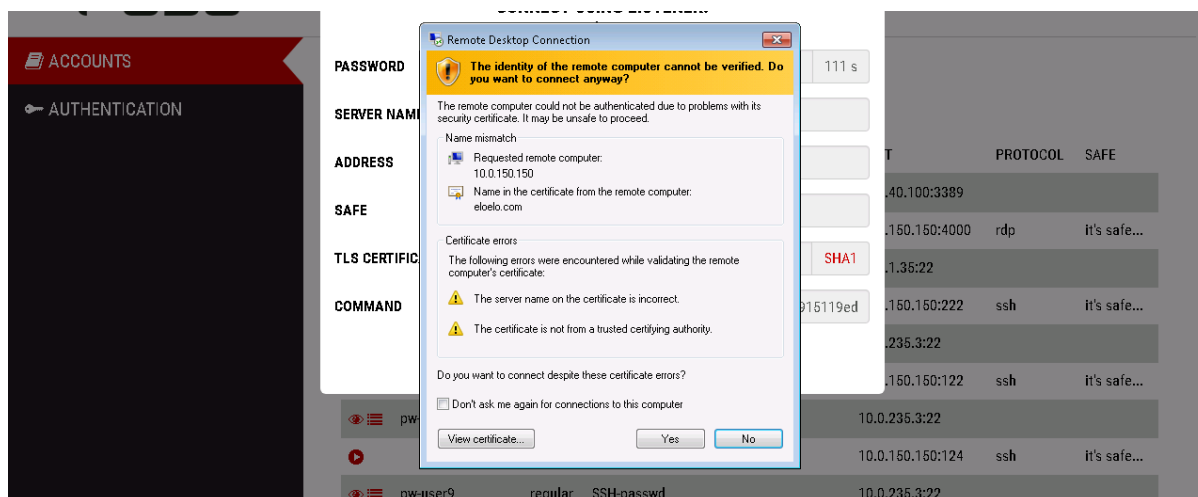 CONNECT USING LISTENER:
ACCOUNTS
AUTHENTICATION
PASSWORD
111 s
SERVER NAM
ADDRESS
SAFE
TLS CERTIFIC
SHA1
COMMAND
915119ed
Remote Desktop Connection
The identity of the remote computer cannot be verified. Do
you want to connect anyway?
The remote computer could not be authenticated due to problems with its
security certificate. It may be unsafe to proceed.
Name mismatch
Requested remote computer:
10.0.150.150
Name in the certificate from the remote computer:
eloelo.com
Certificate errors
The following errors were encountered while validating the remote
computer's certificate:
The server name on the certificate is incorrect.
The certificate is not from a trusted certifying authority.
Do you want to connect despite these certificate errors?
Don't ask me again for connections to this computer
View certificate...
Yes
No
T PROTOCOL SAFE
.40.100:3389
.150.150:4000 rdp it's safe...
.1.35:22
.150.150:222 ssh it's safe...
.235.3:22
.150.150:122 ssh it's safe...
pw- 10.0.235.3:22
10.0.150.150:124 ssh it's safe...
pw-user9 regular SSH-passwd 10.0.235.3:22